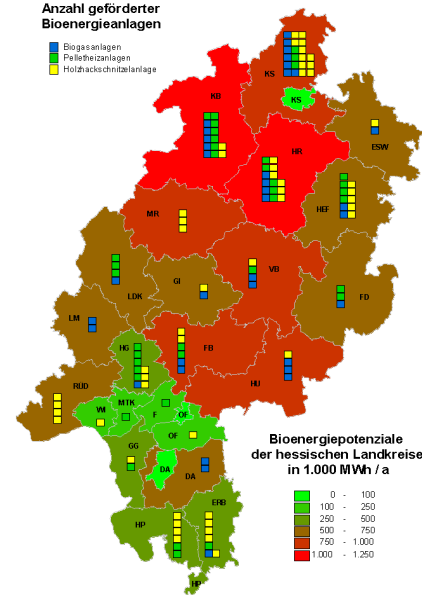 Anzahl geförderter
Bioenergieanlagen
Biogasanlagen
Pelletheizanlagen
Holzhackschnitzelanlage
KS
KB
KS
HR
ESW
HEF
MR
VB
GI
LDK
FD
LM
HG
FB
RÜD
HU
MTK
WI
F
OF
OF
GG
DA
DA
ERB
HP
HP
Bioenergiepotenziale
der hessischen Landkreise
in 1.000 MWh / a
0 - 100
100 - 250
250 - 500
500 - 750
750 - 1.000
1.000 - 1.250